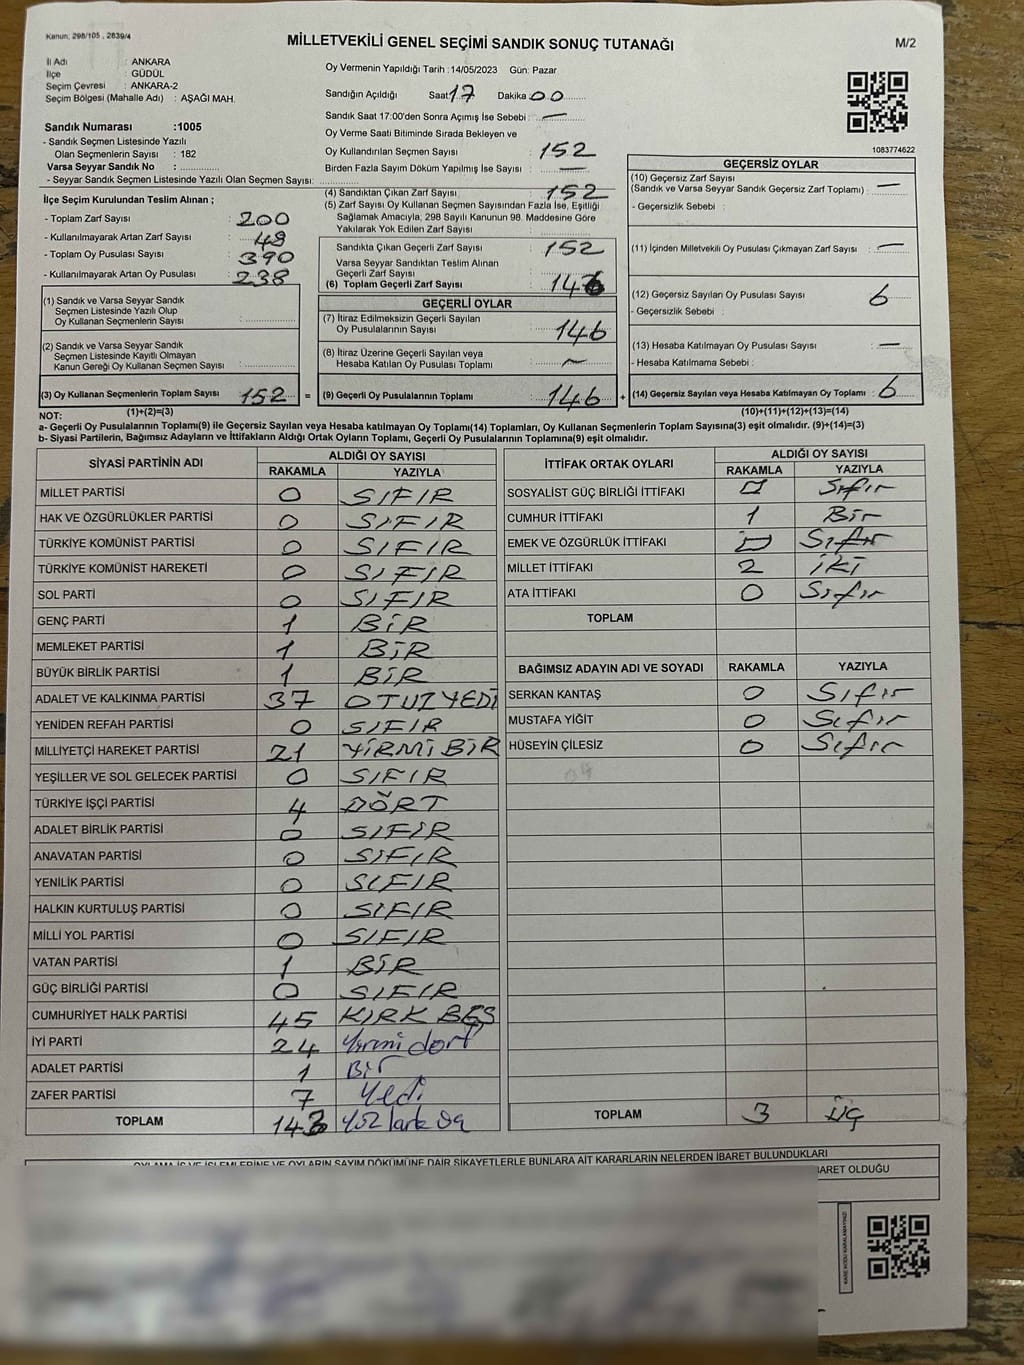 Kanun, 298/105 , 2839/4
MİLLETVEKİLİ GENEL SEÇİMİ SANDIK SONUÇ TUTANAĞI
M/2
İl Adı : ANKARA
İlçe : GÜDÜL
Seçim Çevresi : ANKARA-2
Seçim Bölgesi (Mahalle Adı) : AŞAĞI MAH.
Oy Vermenin Yapıldığı Tarih :14/05/2023 Gün: Pazar
Sandığın Açıldığı Saat 17 Dakika 00
Sandık Saat 17:00'den Sonra Açımış İse Sebebi : —
Oy Verme Saati Bitiminde Sırada Bekleyen ve
Oy Kullandırılan Seçmen Sayısı : 152
Birden Fazla Sayım Döküm Yapılmış İse Sayısı : —
1083774622
Sandık Numarası :1005
- Sandık Seçmen Listesinde Yazılı
Olan Seçmenlerin Sayısı : 182
Varsa Seyyar Sandık No :
- Seyyar Sandık Seçmen Listesinde Yazılı Olan Seçmen Sayısı:
İlçe Seçim Kurulundan Teslim Alınan ;
- Toplam Zarf Sayısı : 200
- Kullanılmayarak Artan Zarf Sayısı : 48
- Toplam Oy Pusulası : 390
- Kullanılmayarak Artan Oy Pusulası : 238
(1) Sandık ve Varsa Seyyar Sandık
Seçmen Listesinde Yazılı Olup
Oy Kullanan Seçmenlerin Sayısı :
(2) Sandık ve Varsa Seyyar Sandık
Seçmen Listesinde Kayıtlı Olmayan
Kanun Gereği Oy Kullanan Seçmen Sayısı :
(3) Oy Kullanan Seçmenlerin Toplam Sayısı 152 =
(4) Sandıktan Çıkan Zarf Sayısı : 152
(5) Zarf Sayısı Oy Kullanan Seçmen Sayısından Fazla İse, Eşitliği
Sağlamak Amacıyla, 298 Sayılı Kanunun 98. Maddesine Göre
Yakılarak Yok Edilen Zarf Sayısı :
Sandıkta Çıkan Geçerli Zarf Sayısı : 152
Varsa Seyyar Sandıktan Teslim Alınan
Geçerli Zarf Sayısı :
(6) Toplam Geçerli Zarf Sayısı : 146
GEÇERLİ OYLAR
(7) İtiraz Edilmeksizin Geçerli Sayılan
Oy Pusulalarının Sayısı : 146
(8) İtiraz Üzerine Geçerli Sayılan veya
Hesaba Katılan Oy Pusulası Toplamı : —
(9) Geçerli Oy Pusulalarının Toplamı : 146 +
GEÇERSİZ OYLAR
(10) Geçersiz Zarf Sayısı
(Sandık ve Varsa Seyyar Sandık Geçersiz Zarf Toplamı) : —
- Geçersizlik Sebebi :
(11) İçinden Milletvekili Oy Pusulası Çıkmayan Zarf Sayısı : —
(12) Geçersiz Sayılan Oy Pusulası Sayısı : 6
- Geçersizlik Sebebi :
(13) Hesaba Katılmayan Oy Pusulası Sayısı : —
- Hesaba Katılmama Sebebi :
(14) Geçersiz Sayılan veya Hesaba Katılmayan Oy Toplamı : 6
NOT: (1)+(2)=(3) (10)+(11)+(12)+(13)=(14)
a- Geçerli Oy Pusulalarının Toplamı(9) ile Geçersiz Sayılan veya Hesaba katılmayan Oy Toplamı(14) Toplamları, Oy Kullanan Seçmenlerin Toplam Sayısına(3) eşit olmalıdır. (9)+(14)=(3)
b- Siyasi Partilerin, Bağımsız Adayların ve İttifakların Aldığı Ortak Oyların Toplamı, Geçerli Oy Pusulalarının Toplamına(9) eşit olmalıdır.
SİYASİ PARTİNİN ADI ALDIĞI OY SAYISI
RAKAMLA YAZIYLA
MİLLET PARTİSİ 0 SIFIR
HAK VE ÖZGÜRLÜKLER PARTİSİ 0 SIFIR
TÜRKİYE KOMÜNİST PARTİSİ 0 SIFIR
TÜRKİYE KOMÜNİST HAREKETİ 0 SIFIR
SOL PARTİ 0 SIFIR
GENÇ PARTİ 1 BİR
MEMLEKET PARTİSİ 1 BİR
BÜYÜK BİRLİK PARTİSİ 1 BİR
ADALET VE KALKINMA PARTİSİ 37 OTUZ YEDİ
YENİDEN REFAH PARTİSİ 0 SIFIR
MİLLİYETÇİ HAREKET PARTİSİ 21 YİRMİ BİR
YEŞİLLER VE SOL GELECEK PARTİSİ 0 SIFIR
TÜRKİYE İŞÇİ PARTİSİ 4 DÖRT
ADALET BİRLİK PARTİSİ 0 SIFIR
ANAVATAN PARTİSİ 0 SIFIR
YENİLİK PARTİSİ 0 SIFIR
HALKIN KURTULUŞ PARTİSİ 0 SIFIR
MİLLİ YOL PARTİSİ 0 SIFIR
VATAN PARTİSİ 1 BİR
GÜÇ BİRLİĞİ PARTİSİ 0 SIFIR
CUMHURİYET HALK PARTİSİ 45 KIRK BEŞ
İYİ PARTİ 24 Yirmi dört
ADALET PARTİSİ 1 Bir
ZAFER PARTİSİ 7 Yedi
TOPLAM 143
İTTİFAK ORTAK OYLARI ALDIĞI OY SAYISI
RAKAMLA YAZIYLA
SOSYALİST GÜÇ BİRLİĞİ İTTİFAKI 0 Sıfır
CUMHUR İTTİFAKI 1 Bir
EMEK VE ÖZGÜRLÜK İTTİFAKI 0 Sıfır
MİLLET İTTİFAKI 2 İKİ
ATA İTTİFAKI 0 Sıfır
TOPLAM
BAĞIMSIZ ADAYIN ADI VE SOYADI RAKAMLA YAZIYLA
SERKAN KANTAŞ 0 Sıfır
MUSTAFA YİĞİT 0 Sıfır
HÜSEYİN ÇİLESİZ 0 Sıfır
TOPLAM 3 ÜÇ
OYLAMA İŞ VE İŞLEMLERİNE VE OYLARIN SAYIM DÖKÜMÜNE DAİR ŞİKAYETLERLE BUNLARA AİT KARARLARIN NELERDEN İBARET BULUNDUKLARI
İBARET OLDUĞU